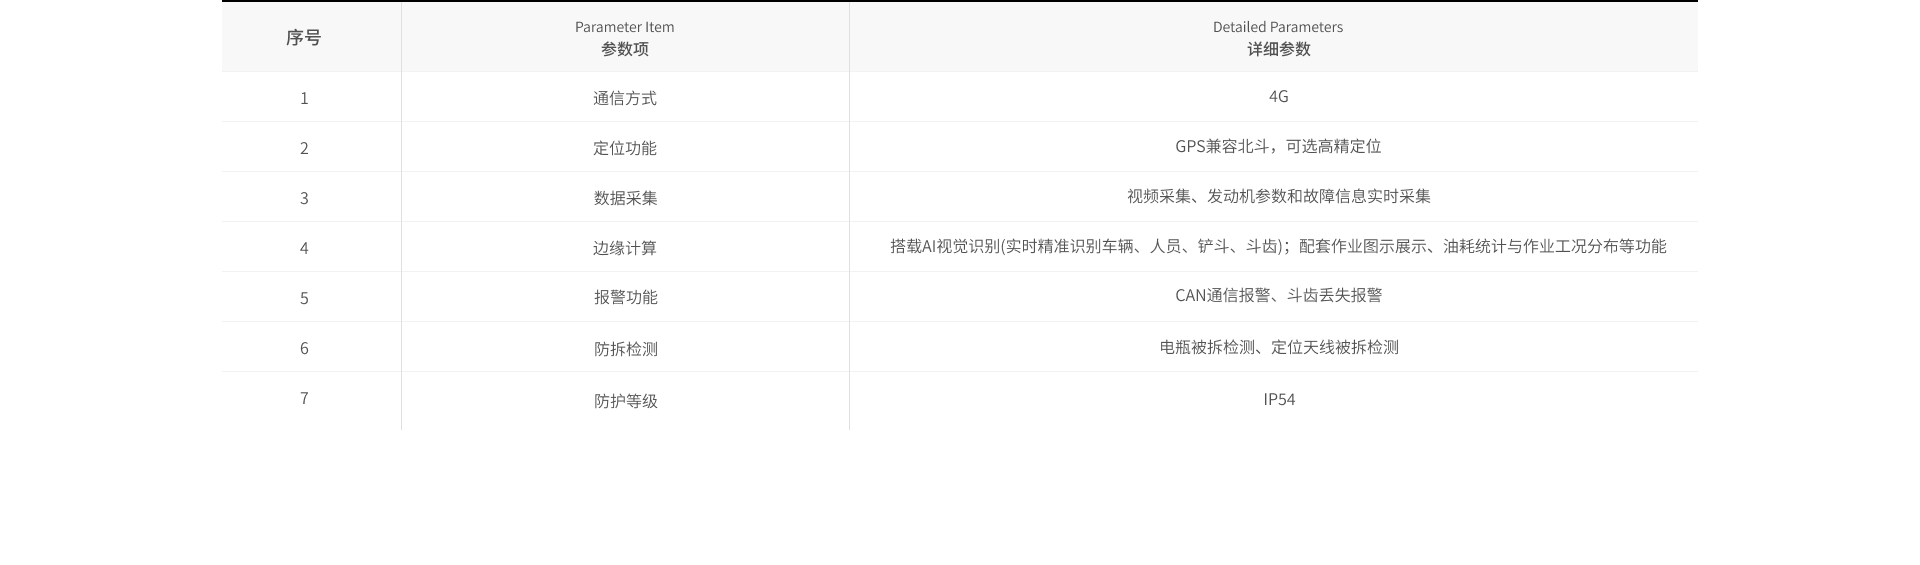 序号
Parameter Item
参数项
Detailed Parameters
详细参数
1
通信方式
4G
2
定位功能
GPS兼容北斗，可选高精定位
3
数据采集
视频采集、发动机参数和故障信息实时采集
4
边缘计算
搭载AI视觉识别(实时精准识别车辆、人员、铲斗、斗齿)；配套作业图示展示、油耗统计与作业工况分布等功能
5
报警功能
CAN通信报警、斗齿丢失报警
6
防拆检测
电瓶被拆检测、定位天线被拆检测
7
防护等级
IP54